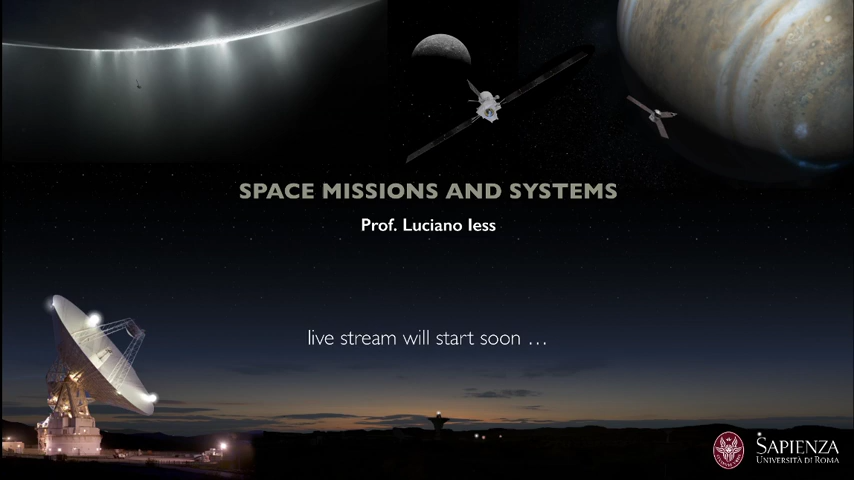 SPACE MISSIONS AND SYSTEMS
Prof. Luciano Iess
live stream will start soon ...
SAPIENZA
UNIVERSITÀ DI ROMA